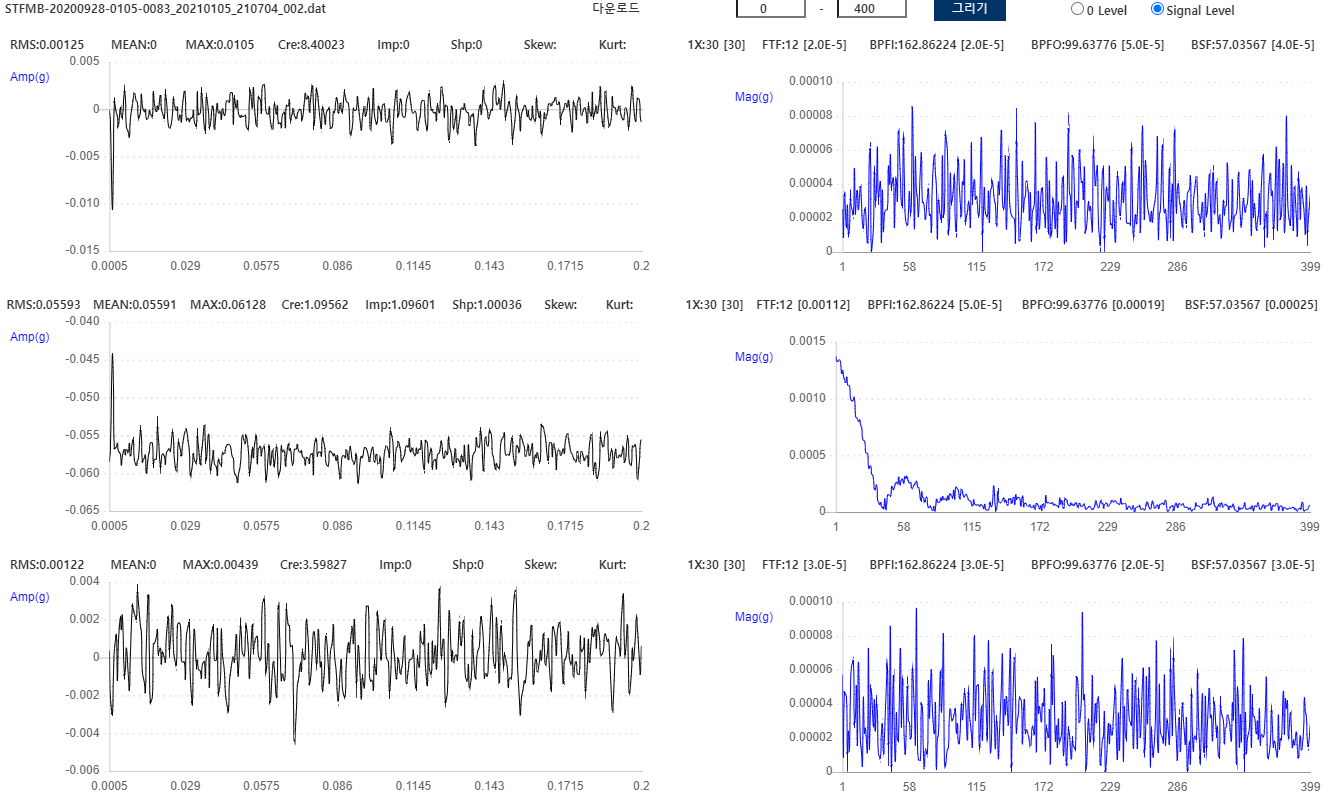 STFMB-20200928-0105-0083_20210105_210704_002.dat 다운로드 0 - 400 그리기 0 Level Signal Level
RMS:0.00125 MEAN:0 MAX:0.0105 Cre:8.40023 Imp:0 Shp:0 Skew: Kurt: 1X:30 [30] FTF:12 [2.0E-5] BPFI:162.86224 [2.0E-5] BPFO:99.63776 [5.0E-5] BSF:57.03567 [4.0E-5]
Amp(g)
0.005
0
-0.005
-0.010
-0.015
0.0005 0.029 0.0575 0.086 0.1145 0.143 0.1715 0.2
Mag(g)
0.00010
0.00008
0.00006
0.00004
0.00002
0
1 58 115 172 229 286 399
RMS:0.05593 MEAN:0.05591 MAX:0.06128 Cre:1.09562 Imp:1.09601 Shp:1.00036 Skew: Kurt: 1X:30 [30] FTF:12 [0.00112] BPFI:162.86224 [5.0E-5] BPFO:99.63776 [0.00019] BSF:57.03567 [0.00025]
Amp(g)
-0.040
-0.045
-0.050
-0.055
-0.060
-0.065
0.0005 0.029 0.0575 0.086 0.1145 0.143 0.1715 0.2
Mag(g)
0.0015
0.0010
0.0005
0
1 58 115 172 229 286 399
RMS:0.00122 MEAN:0 MAX:0.00439 Cre:3.59827 Imp:0 Shp:0 Skew: Kurt: 1X:30 [30] FTF:12 [3.0E-5] BPFI:162.86224 [3.0E-5] BPFO:99.63776 [2.0E-5] BSF:57.03567 [3.0E-5]
Amp(g)
0.004
0.002
0
-0.002
-0.004
-0.006
0.0005 0.029 0.0575 0.086 0.1145 0.143 0.1715 0.2
Mag(g)
0.00010
0.00008
0.00006
0.00004
0.00002
0
1 58 115 172 229 286 399